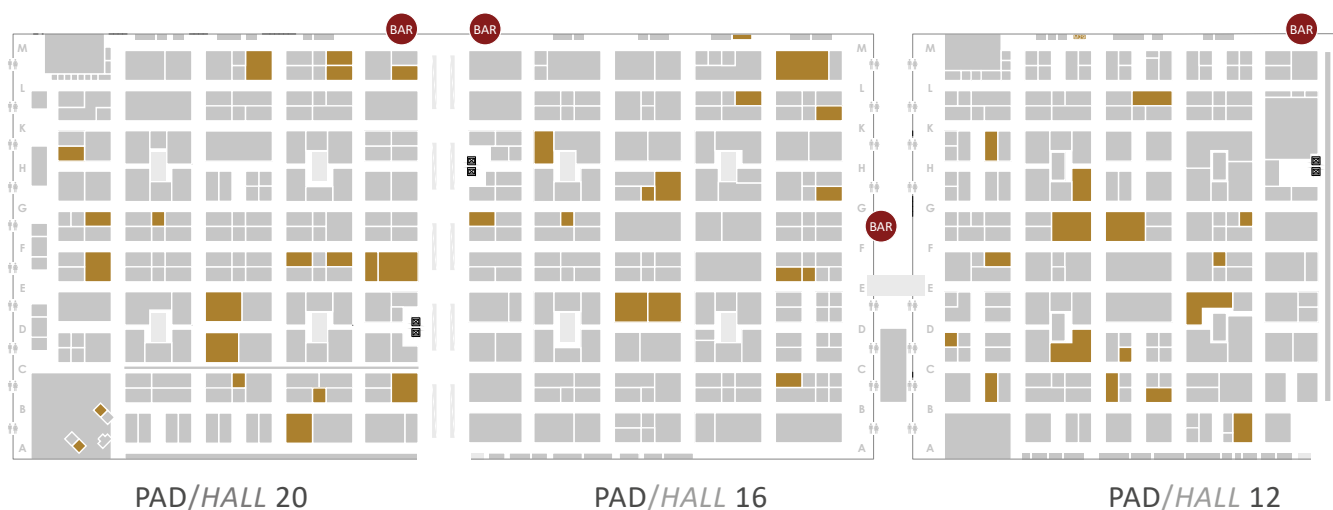 BAR BAR BAR
M M M M
L L L L
K K K K
H H H H
G G G G
BAR
F F F F
E E E E
D D D D
C C C C
B B B B
A A A A
PAD/HALL 20 PAD/HALL 16 PAD/HALL 12